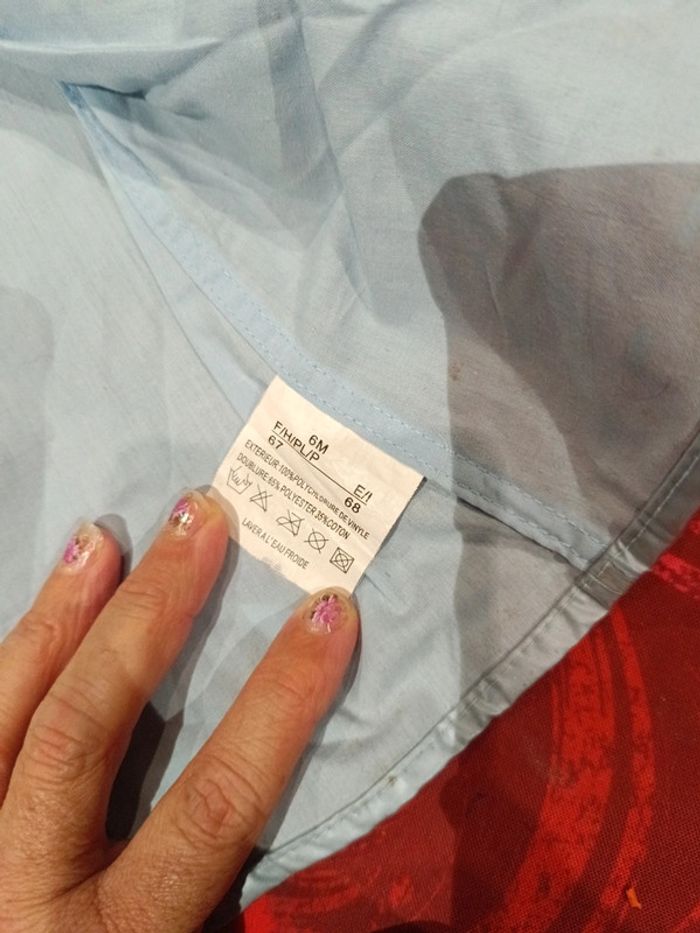 6M
F/H/PL/P E/I
67 68
EXTERIEUR:100%POLYCHLORURE DE VINYLE
DOUBLURE:65% POLYESTER 35%COTON
LAVER A L'EAU FROIDE